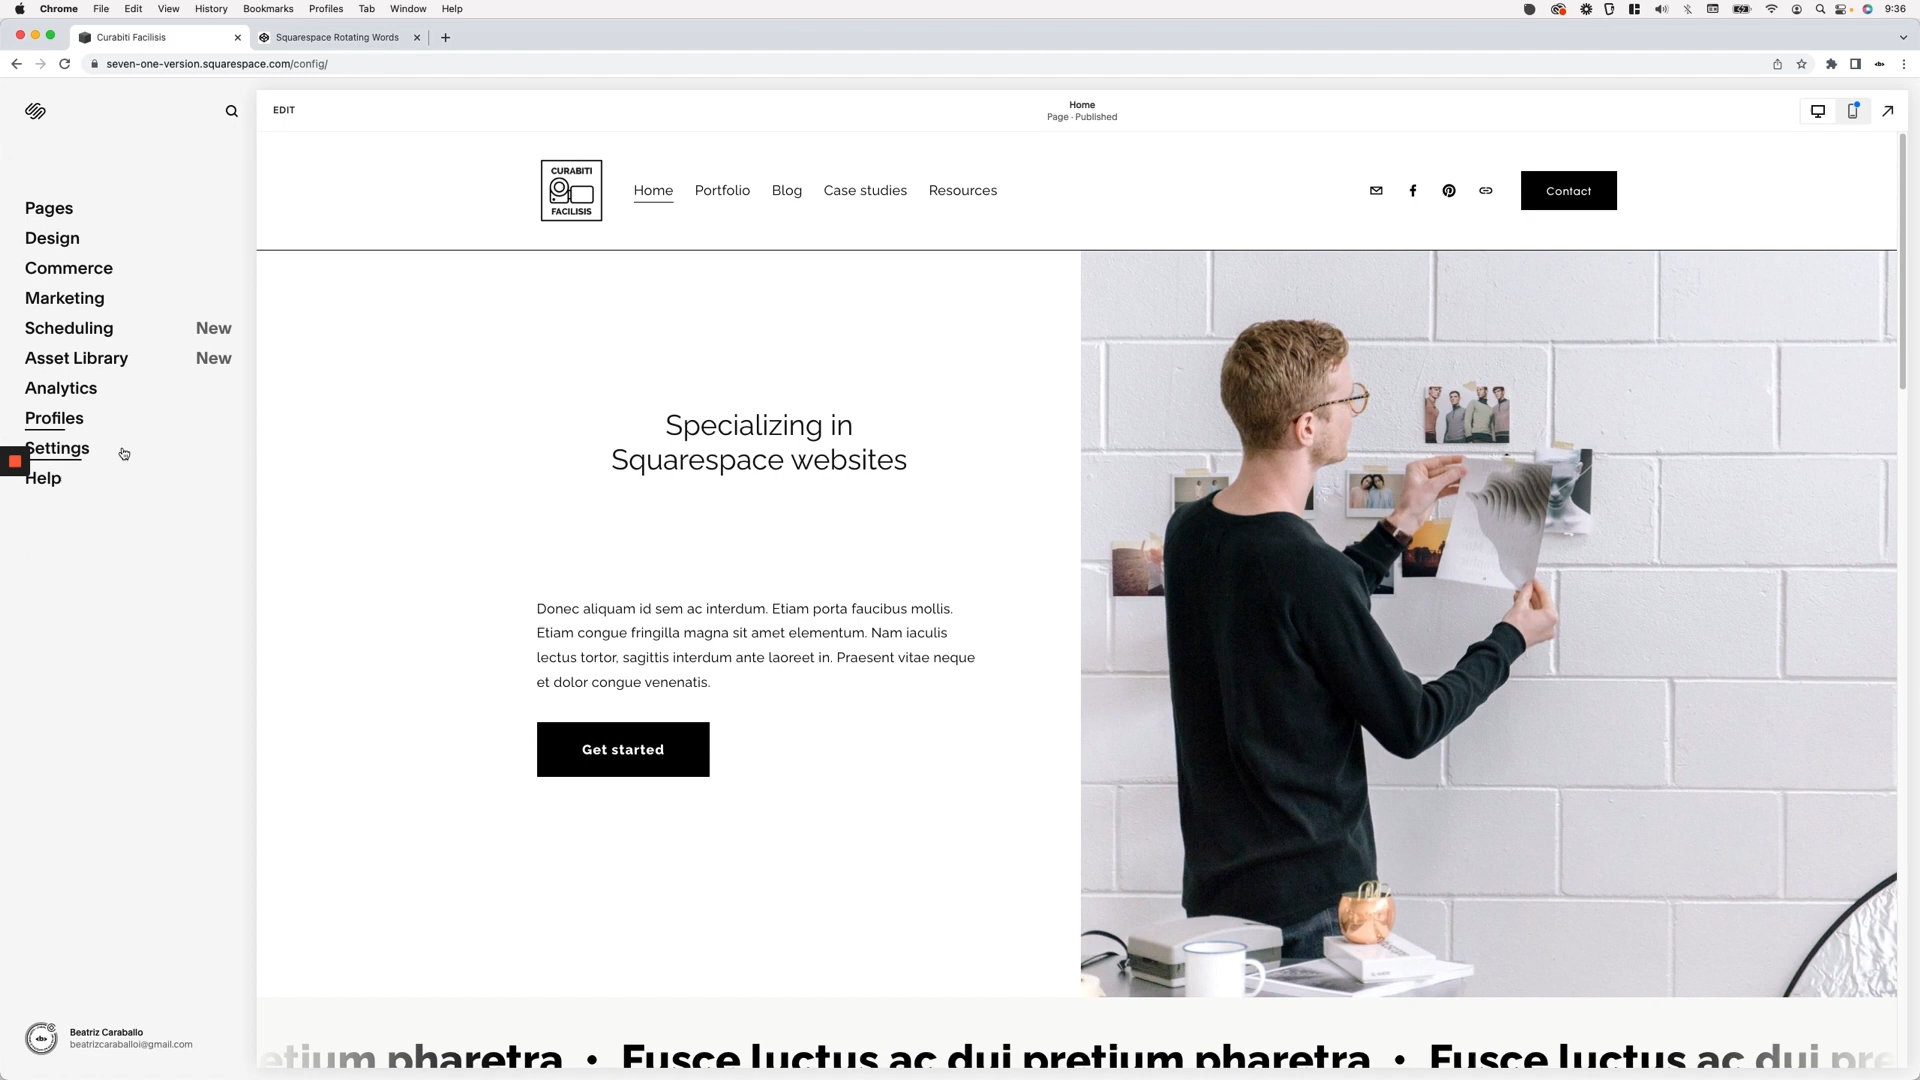 Chrome File Edit View History Bookmarks Profiles Tab Window Help 9:36
Curabiti Facilisis
Squarespace Rotating Words
seven-one-version.squarespace.com/config/
EDIT
Home
Page · Published
CURABITI
FACILISIS
Home Portfolio Blog Case studies Resources
Contact
Pages
Design
Commerce
Marketing
Scheduling New
Asset Library New
Analytics
Profiles
Settings
Help
Specializing in
Squarespace websites
Donec aliquam id sem ac interdum. Etiam porta faucibus mollis.
Etiam congue fringilla magna sit amet elementum. Nam iaculis
lectus tortor, sagittis interdum ante laoreet in. Praesent vitae neque
et dolor congue venenatis.
Get started
Beatriz Caraballo
beatrizcaraballoi@gmail.com
etium pharetra • Fusce luctus ac dui pretium pharetra • Fusce luctus ac dui pre